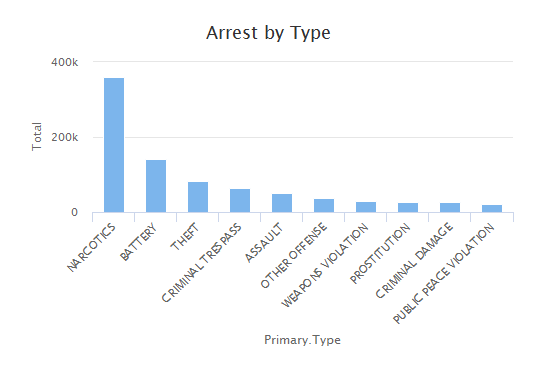 Arrest by Type
400k
200k
0
Total
NARCOTICS
BATTERY
THEFT
CRIMINAL TRESPASS
ASSAULT
OTHER OFFENSE
WEAPONS VIOLATION
PROSTITUTION
CRIMINAL DAMAGE
PUBLIC PEACE VIOLATION
Primary.Type